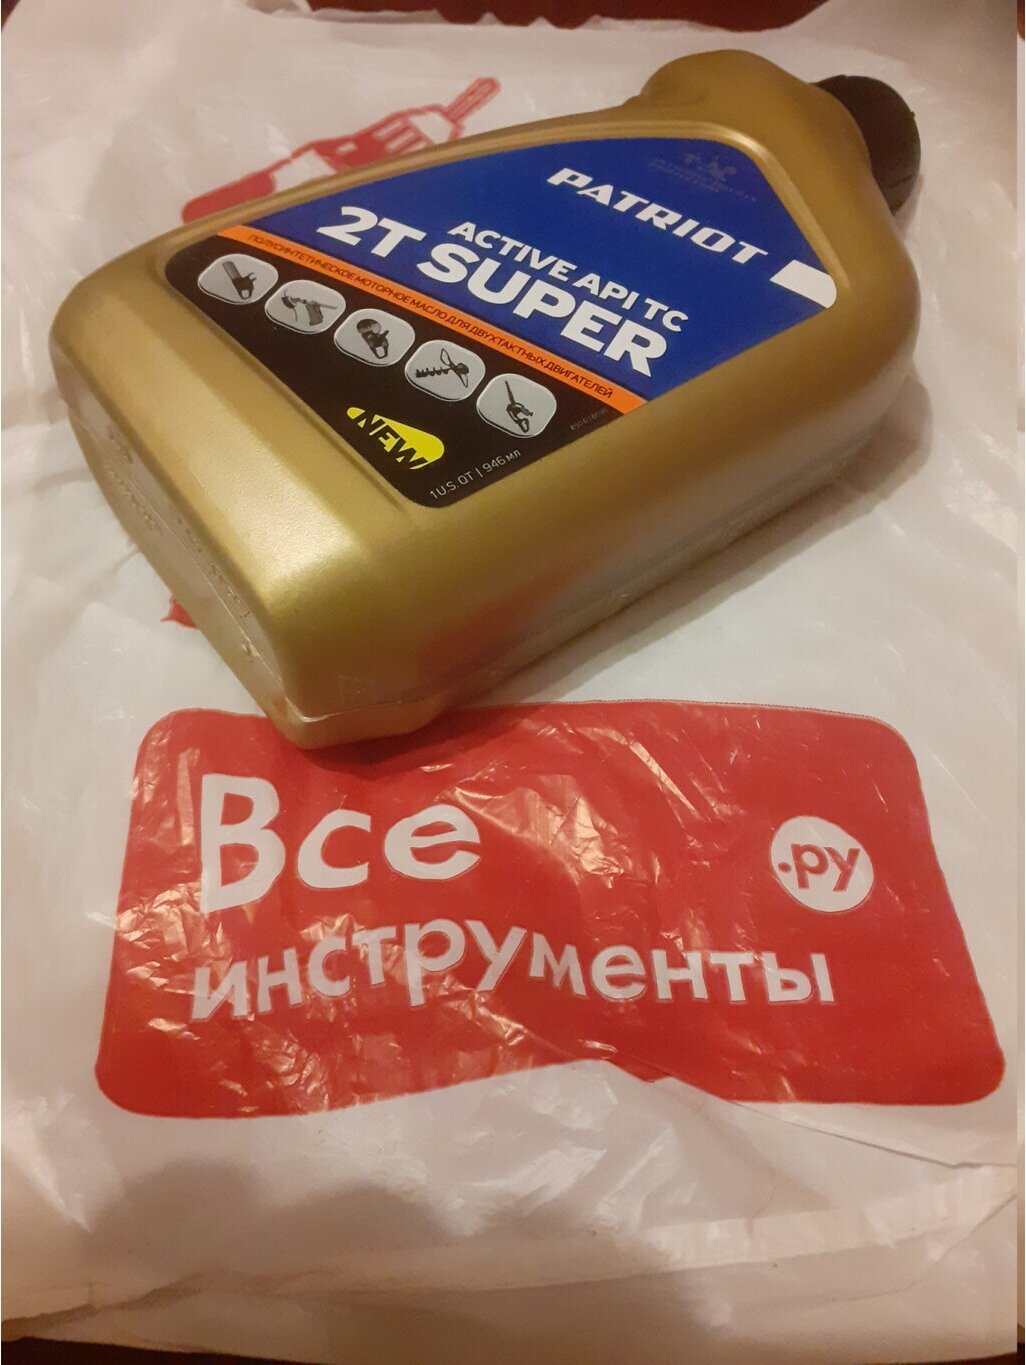 PATRIOT
ACTIVE API TC
2T SUPER
ПОЛУСИНТЕТИЧЕСКОЕ МОТОРНОЕ МАСЛО ДЛЯ ДВУХТАКТНЫХ ДВИГАТЕЛЕЙ
NEW
1 U.S. QT | 946 мл
Все
.ру
инструменты